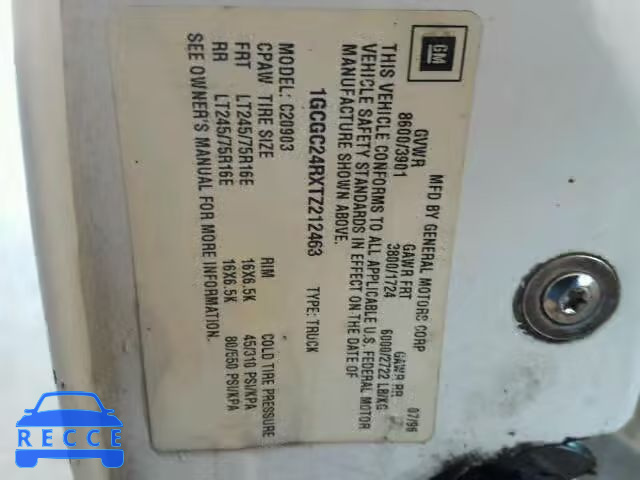 GM
MFD BY GENERAL MOTORS CORP 07/96
GVWR GAWR FRT GAWR RR
8600/3901 3800/1724 6000/2722 LB/KG
THIS VEHICLE CONFORMS TO ALL APPLICABLE U.S. FEDERAL MOTOR
VEHICLE SAFETY STANDARDS IN EFFECT ON THE DATE OF
MANUFACTURE SHOWN ABOVE.
1GCGC24RXTZ212463 TYPE: TRUCK
MODEL: C20903
CPAW TIRE SIZE RIM COLD TIRE PRESSURE
FRT LT245/75R16E 16X6.5K 45/310 PSI/KPA
RR LT245/75R16E 16X6.5K 80/550 PSI/KPA
SEE OWNER'S MANUAL FOR MORE INFORMATION.
RECCE